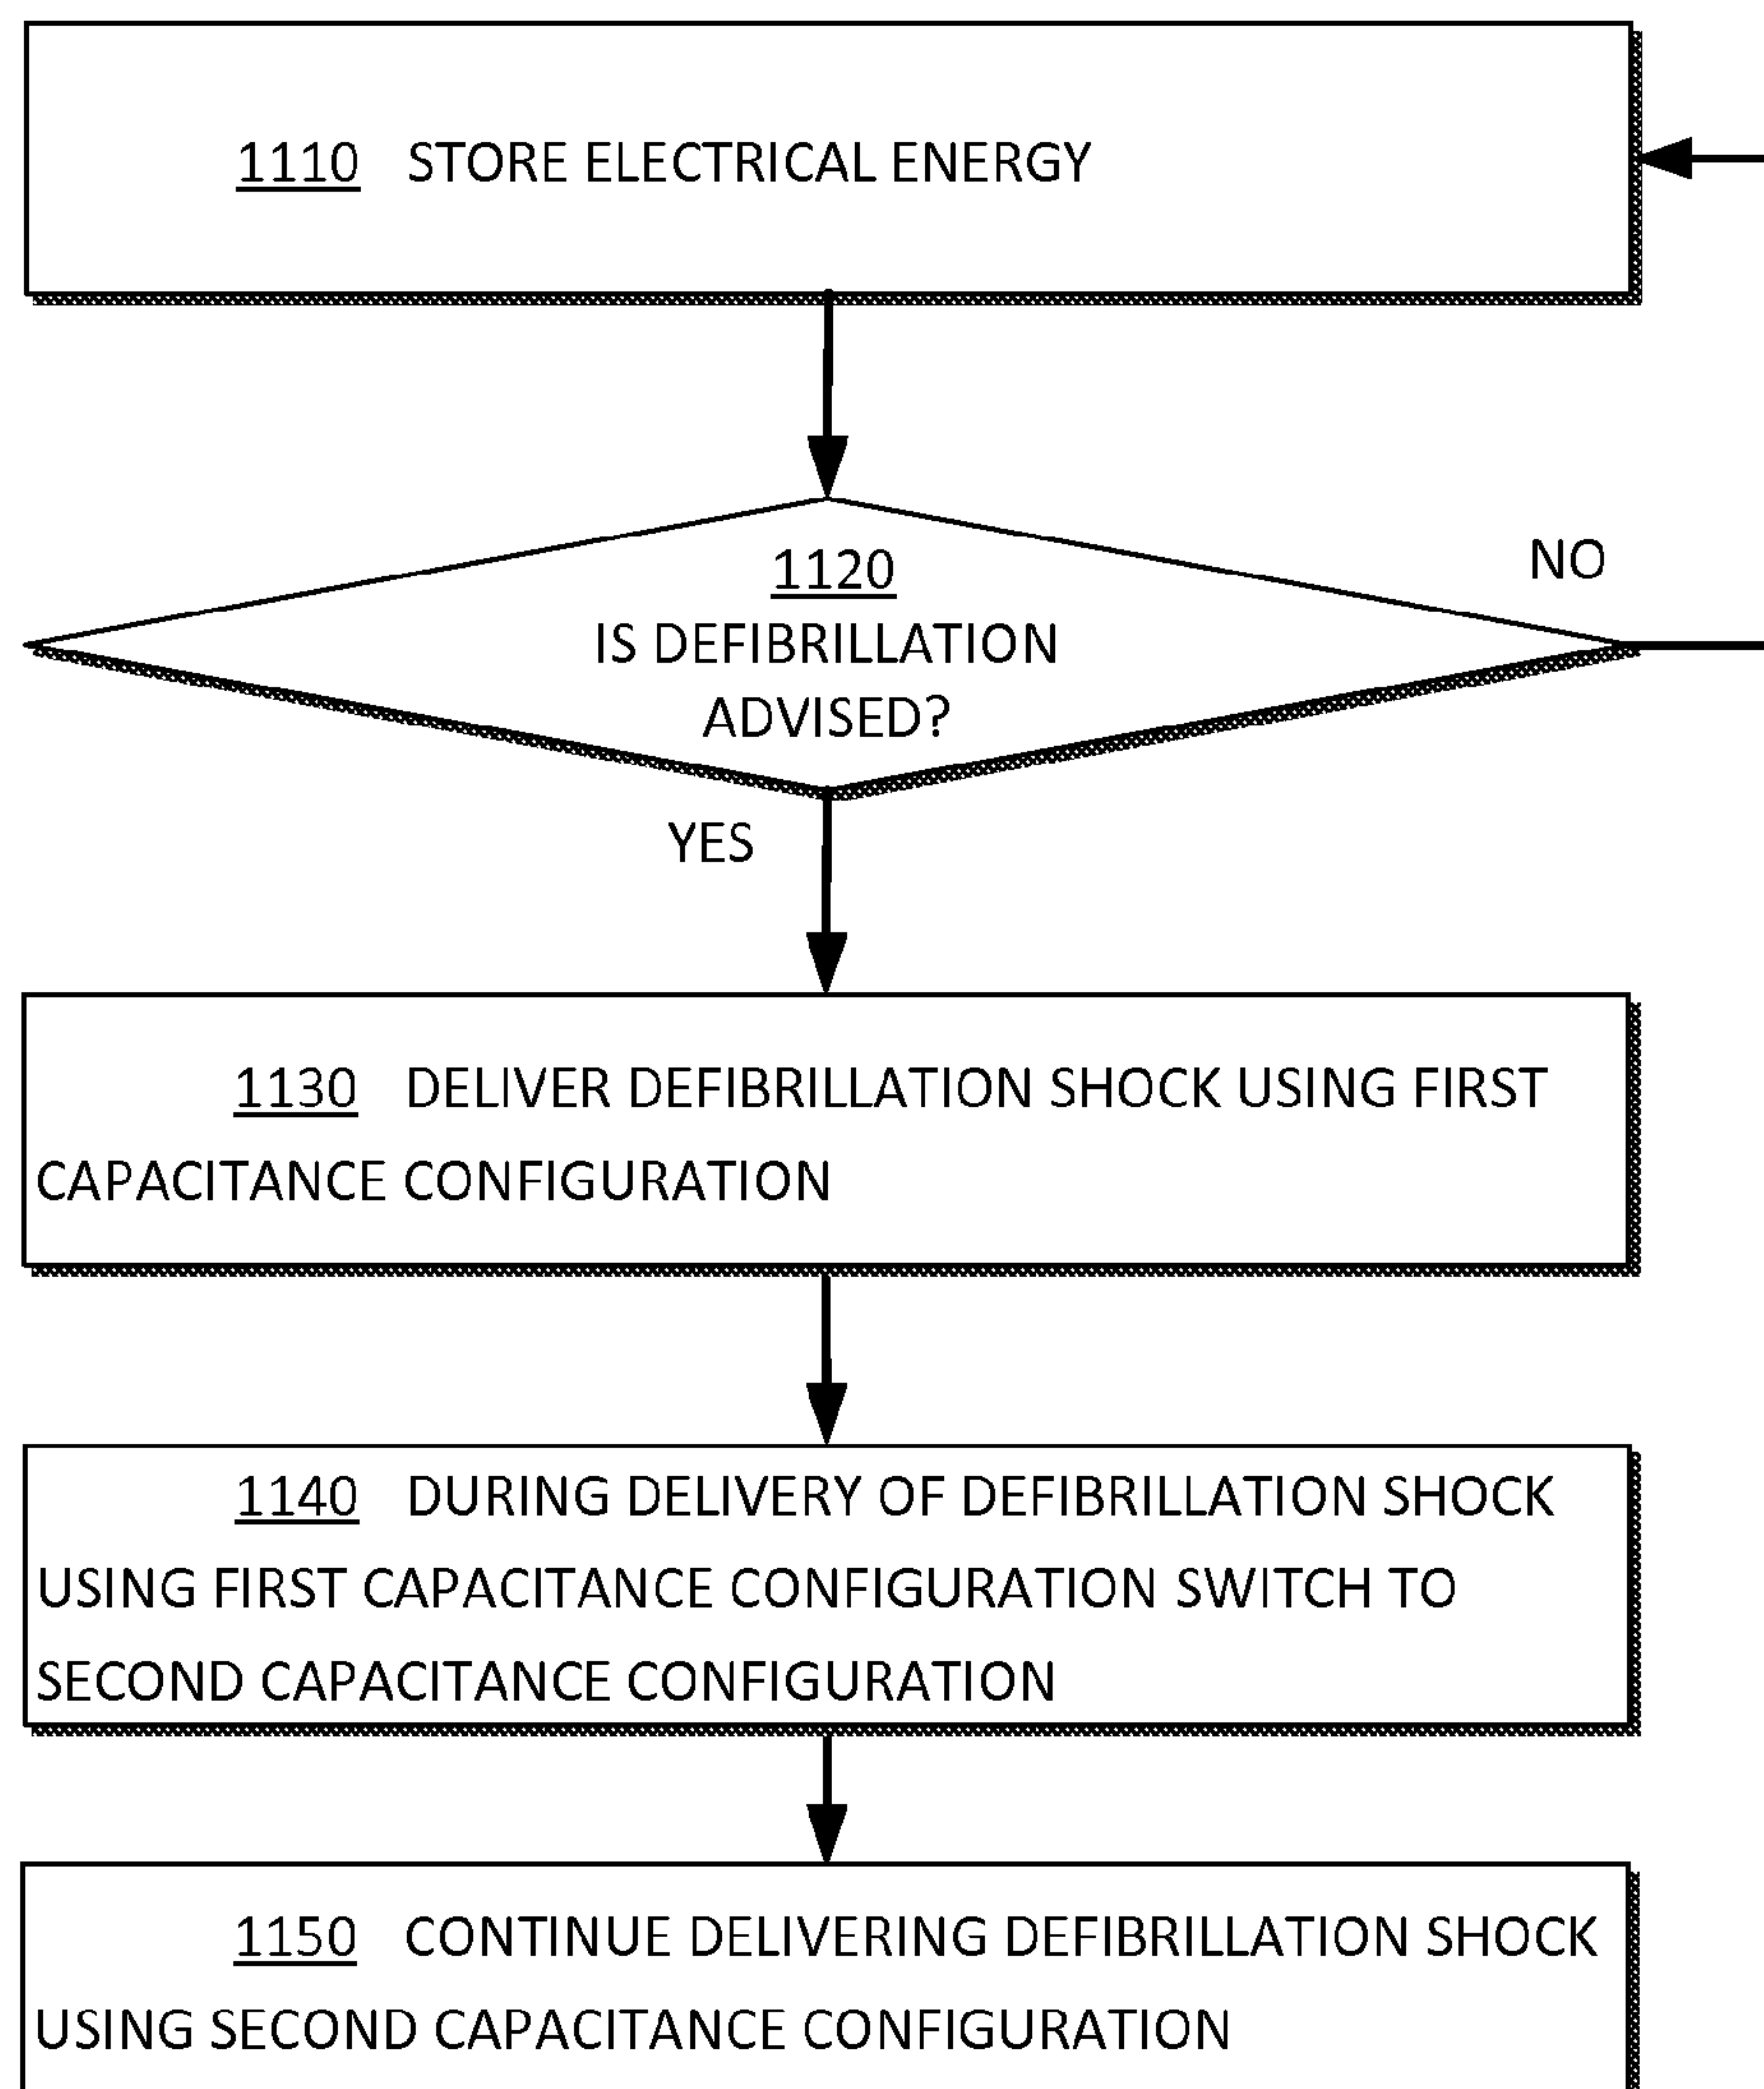 1110 STORE ELECTRICAL ENERGY
1120
IS DEFIBRILLATION
ADVISED?
NO
YES
1130 DELIVER DEFIBRILLATION SHOCK USING FIRST
CAPACITANCE CONFIGURATION
1140 DURING DELIVERY OF DEFIBRILLATION SHOCK
USING FIRST CAPACITANCE CONFIGURATION SWITCH TO
SECOND CAPACITANCE CONFIGURATION
1150 CONTINUE DELIVERING DEFIBRILLATION SHOCK
USING SECOND CAPACITANCE CONFIGURATION